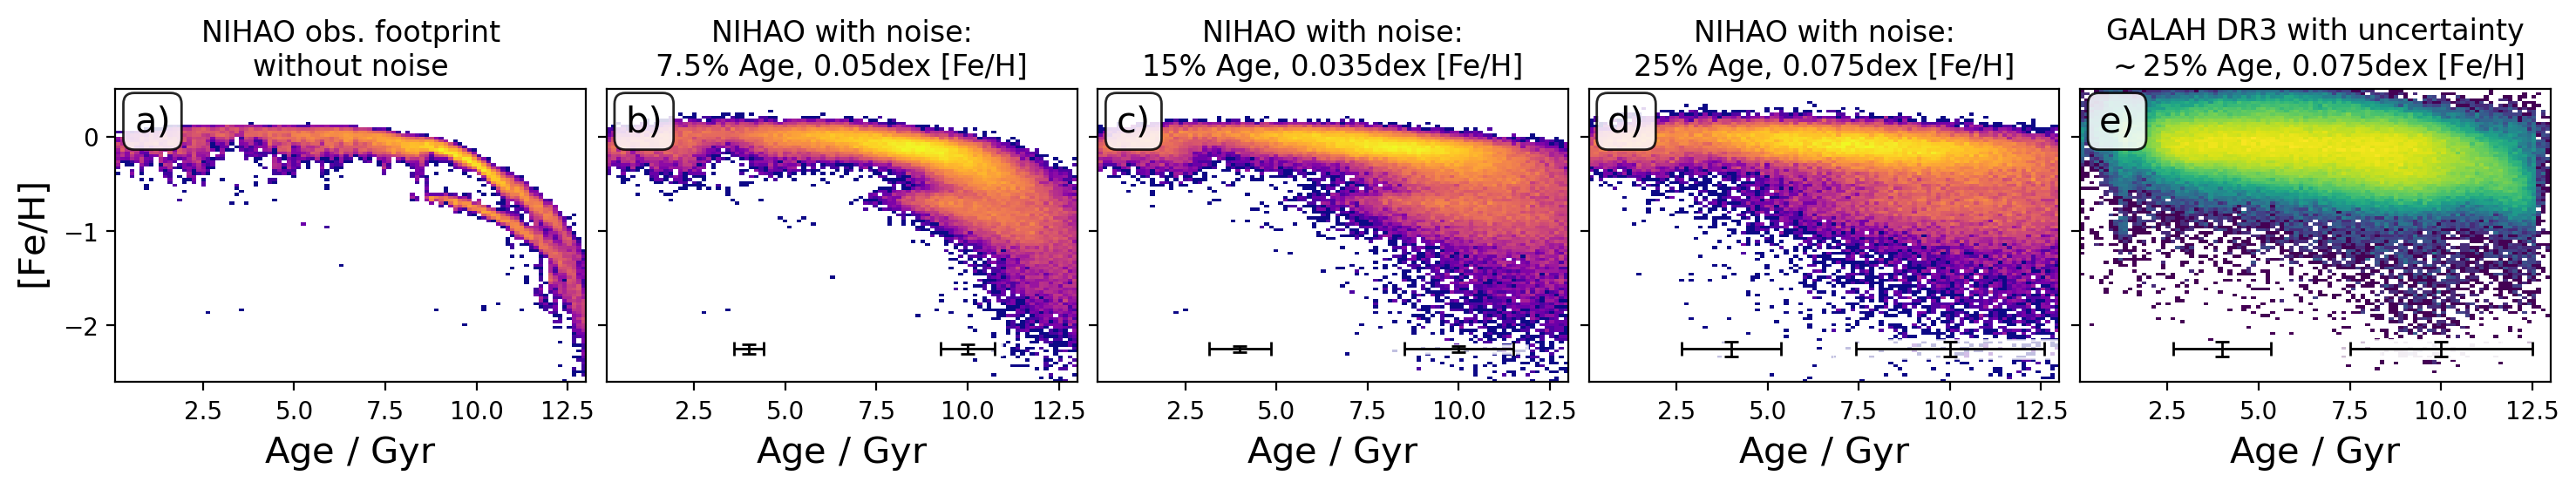 NIHAO obs. footprint
without noise
NIHAO with noise:
7.5% Age, 0.05dex [Fe/H]
NIHAO with noise:
15% Age, 0.035dex [Fe/H]
NIHAO with noise:
25% Age, 0.075dex [Fe/H]
GALAH DR3 with uncertainty
~25% Age, 0.075dex [Fe/H]
a)
b)
c)
d)
e)
[Fe/H]
0
−1
−2
2.5 5.0 7.5 10.0 12.5
2.5 5.0 7.5 10.0 12.5
2.5 5.0 7.5 10.0 12.5
2.5 5.0 7.5 10.0 12.5
2.5 5.0 7.5 10.0 12.5
Age / Gyr
Age / Gyr
Age / Gyr
Age / Gyr
Age / Gyr